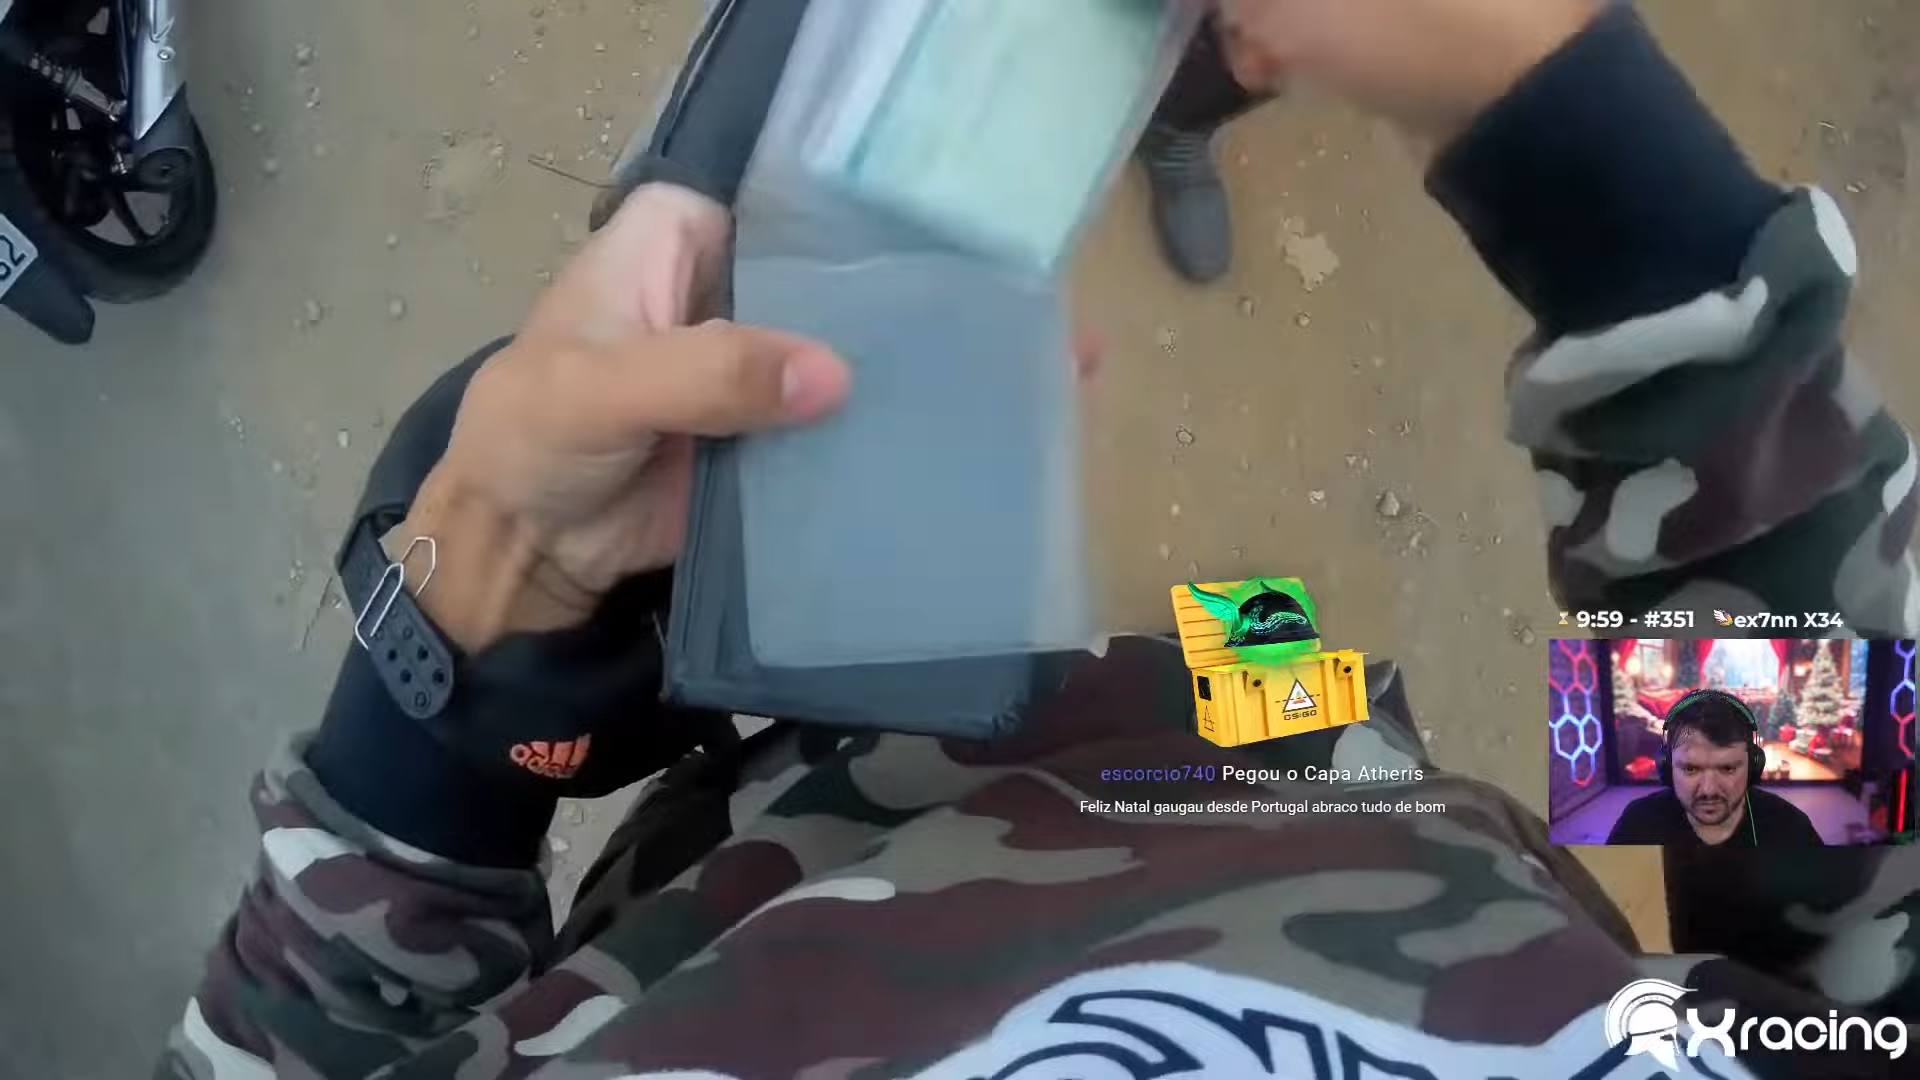 62
adidas
9:59 - #351 ex7nn X34
CS:GO
escorcio740 Pegou o Capa Atheris
Feliz Natal gaugau desde Portugal abraco tudo de bom
Xracing